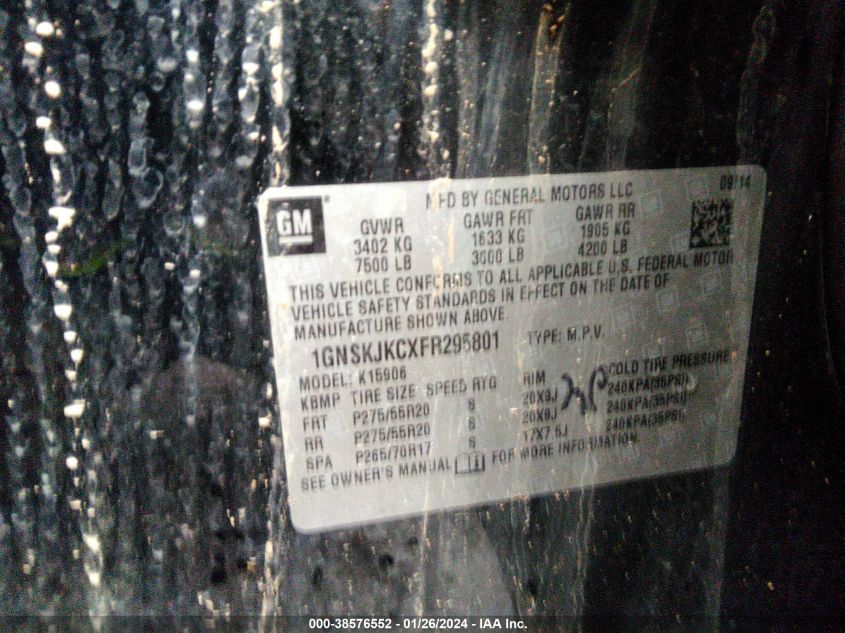 MFD BY GENERAL MOTORS LLC 09/14
GM ®
GVWR GAWR FRT GAWR RR
3402 KG 1633 KG 1905 KG
7500 LB 3600 LB 4200 LB
THIS VEHICLE CONFORMS TO ALL APPLICABLE U.S. FEDERAL MOTOR
VEHICLE SAFETY STANDARDS IN EFFECT ON THE DATE OF
MANUFACTURE SHOWN ABOVE.
1GNSKJKCXFR295801 TYPE: M.P.V.
MODEL: K15906
KBMP TIRE SIZE SPEED RTG RIM COLD TIRE PRESSURE
FRT P275/55R20 S 20X9J 240KPA(35PSI)
RR P275/55R20 S 20X9J 240KPA(35PSI)
SPA P265/70R17 S 17X7.5J 240KPA(35PSI)
SEE OWNER'S MANUAL FOR MORE INFORMATION.
000-38576552 - 01/26/2024 - IAA Inc.